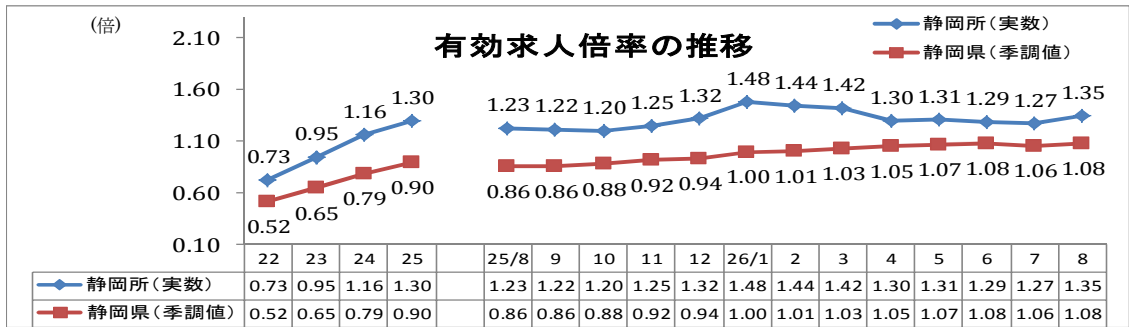 (倍)
有効求人倍率の推移
静岡所(実数)
静岡県(季調値)
2.10
1.60
1.10
0.60
0.10
0.73 0.95 1.16 1.30 1.23 1.22 1.20 1.25 1.32 1.48 1.44 1.42 1.30 1.31 1.29 1.27 1.35
0.52 0.65 0.79 0.90 0.86 0.86 0.88 0.92 0.94 1.00 1.01 1.03 1.05 1.07 1.08 1.06 1.08
22 23 24 25 25/8 9 10 11 12 26/1 2 3 4 5 6 7 8
静岡所(実数) 0.73 0.95 1.16 1.30 1.23 1.22 1.20 1.25 1.32 1.48 1.44 1.42 1.30 1.31 1.29 1.27 1.35
静岡県(季調値) 0.52 0.65 0.79 0.90 0.86 0.86 0.88 0.92 0.94 1.00 1.01 1.03 1.05 1.07 1.08 1.06 1.08